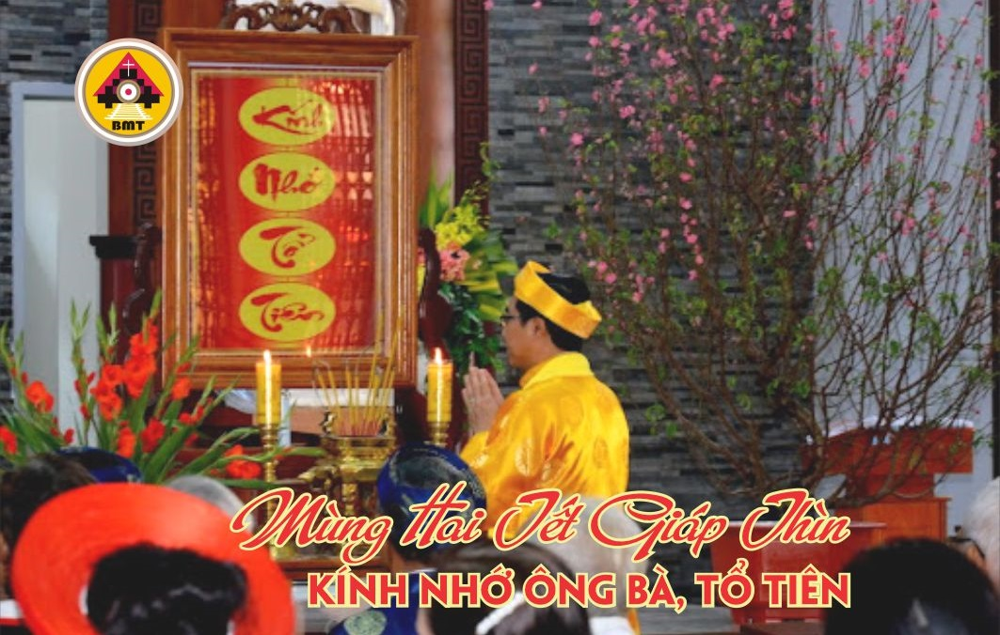 BMT
Kính
Nhớ
Tổ
Tiên
Mùng Hai Tết Giáp Thìn
KÍNH NHỚ ÔNG BÀ, TỔ TIÊN